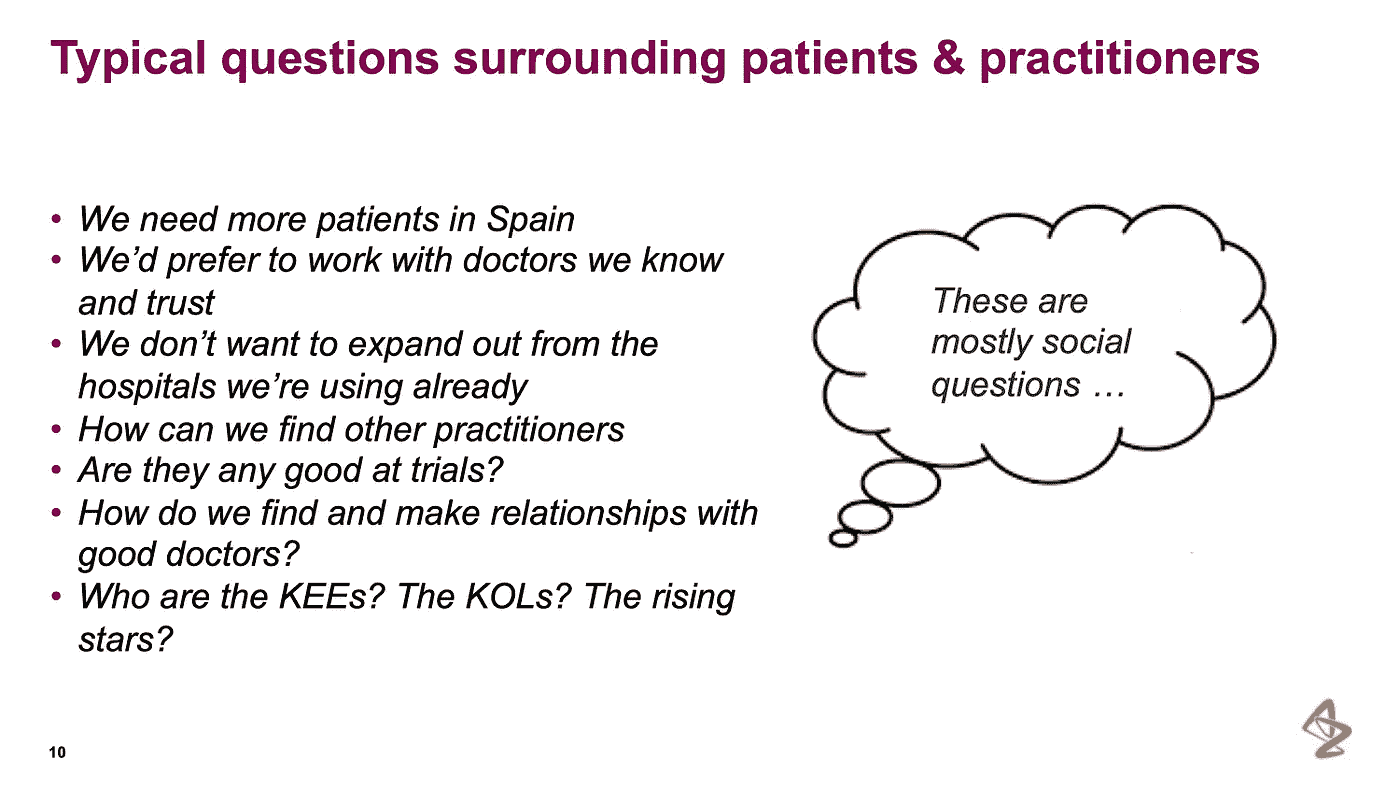 Typical questions surrounding patients & practitioners
• We need more patients in Spain
• We’d prefer to work with doctors we know
and trust
• We don’t want to expand out from the
hospitals we’re using already
• How can we find other practitioners
• Are they any good at trials?
• How do we find and make relationships with
good doctors?
• Who are the KEEs? The KOLs? The rising
stars?
These are
mostly social
questions …
10